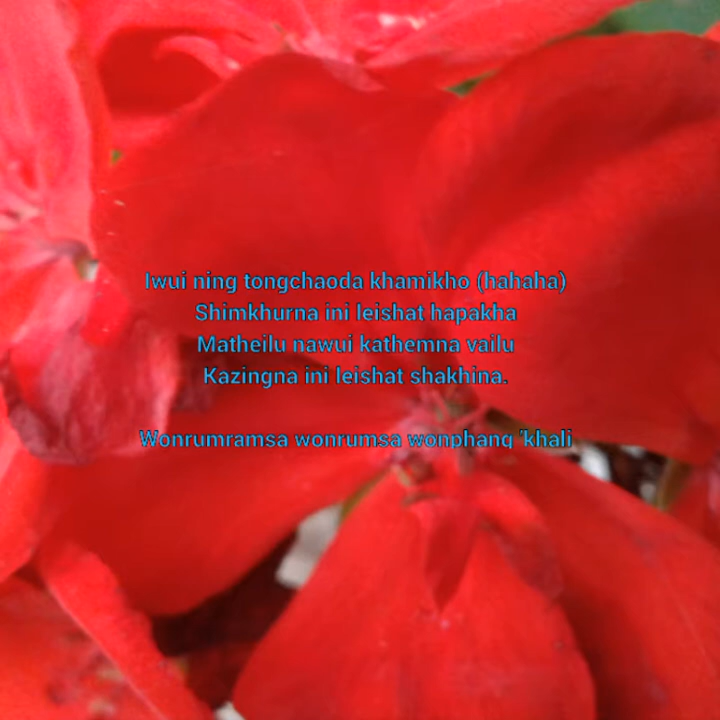 Iwui ning tongchaoda khamikho (hahaha)
Shimkhurna ini leishat hapakha
Matheilu nawui kathemna vailu
Kazingna ini leishat shakhina.
Wonrumramsa wonrumsa wonphang 'khali